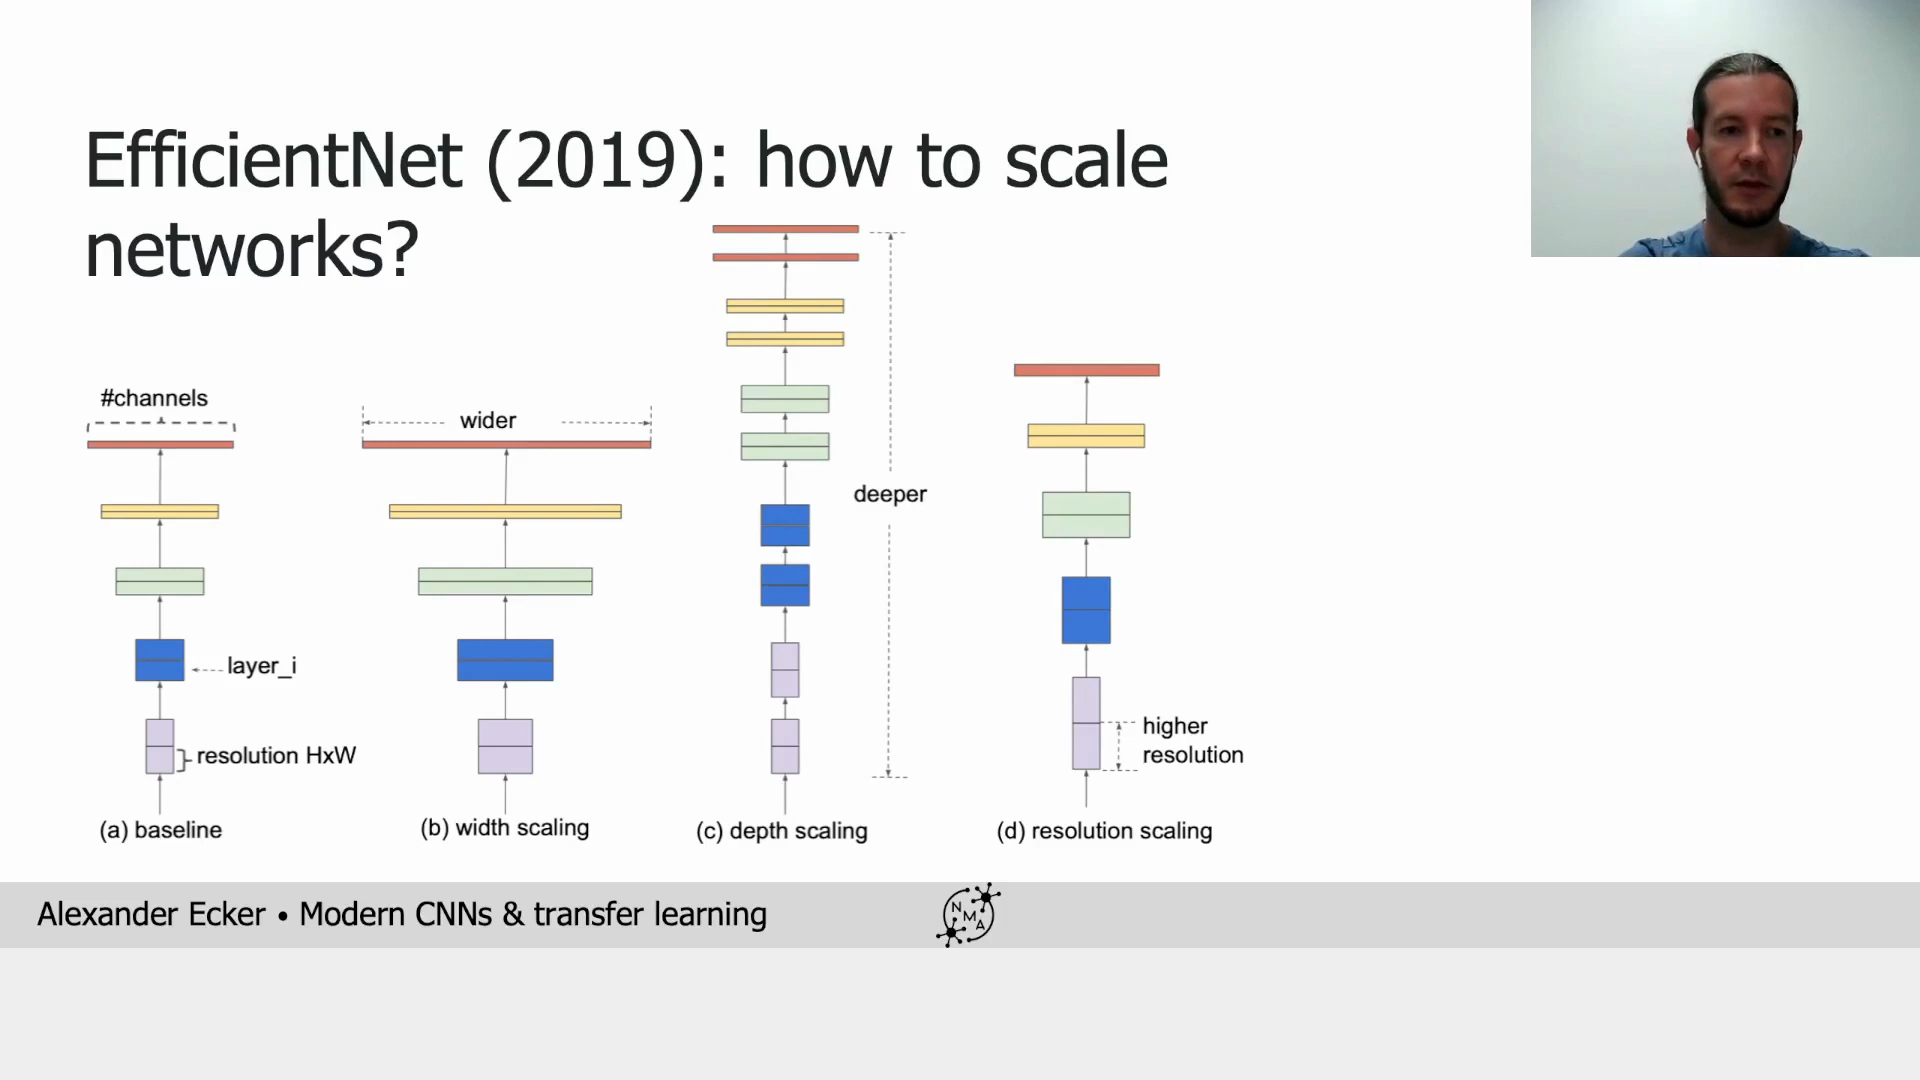 EfficientNet (2019): how to scale
networks?
#channels
wider
deeper
layer_i
resolution HxW
higher
resolution
(a) baseline
(b) width scaling
(c) depth scaling
(d) resolution scaling
Alexander Ecker • Modern CNNs & transfer learning
N
M
A